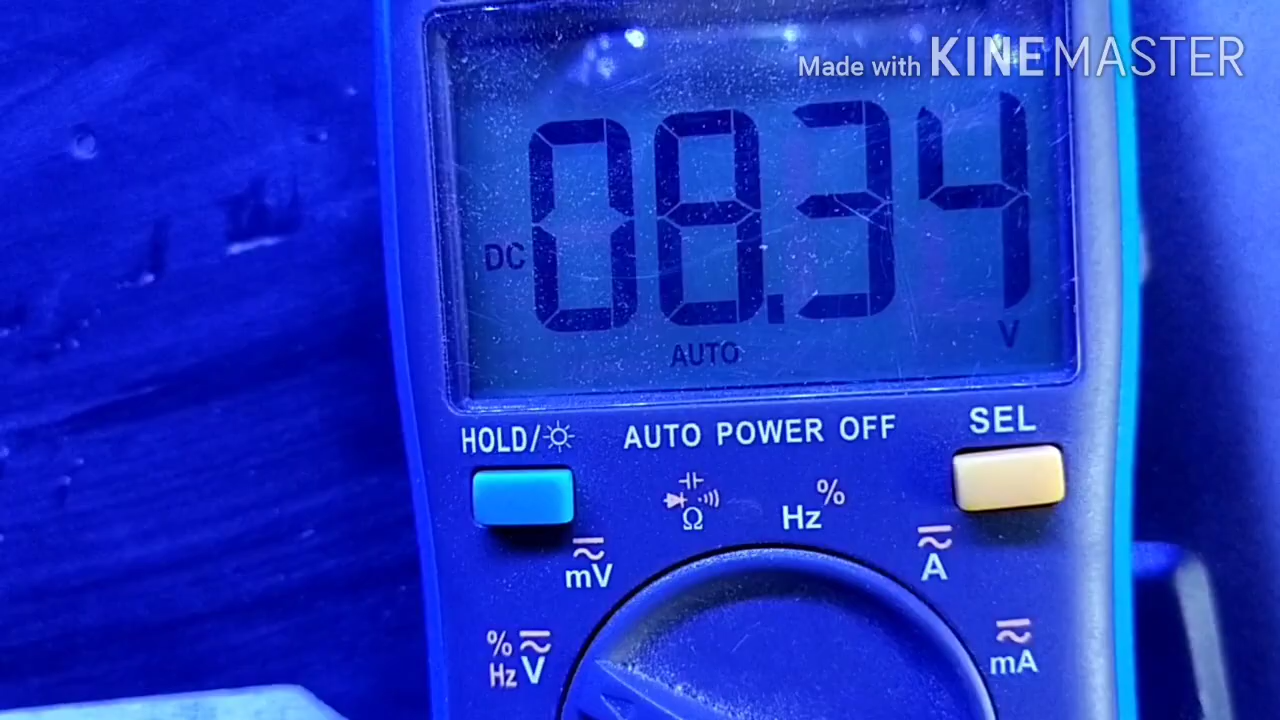 Made with KINEMASTER
DC 08.34 V
AUTO
HOLD/ AUTO POWER OFF SEL
Hz %
Ω
mV
A
% Hz V
mA